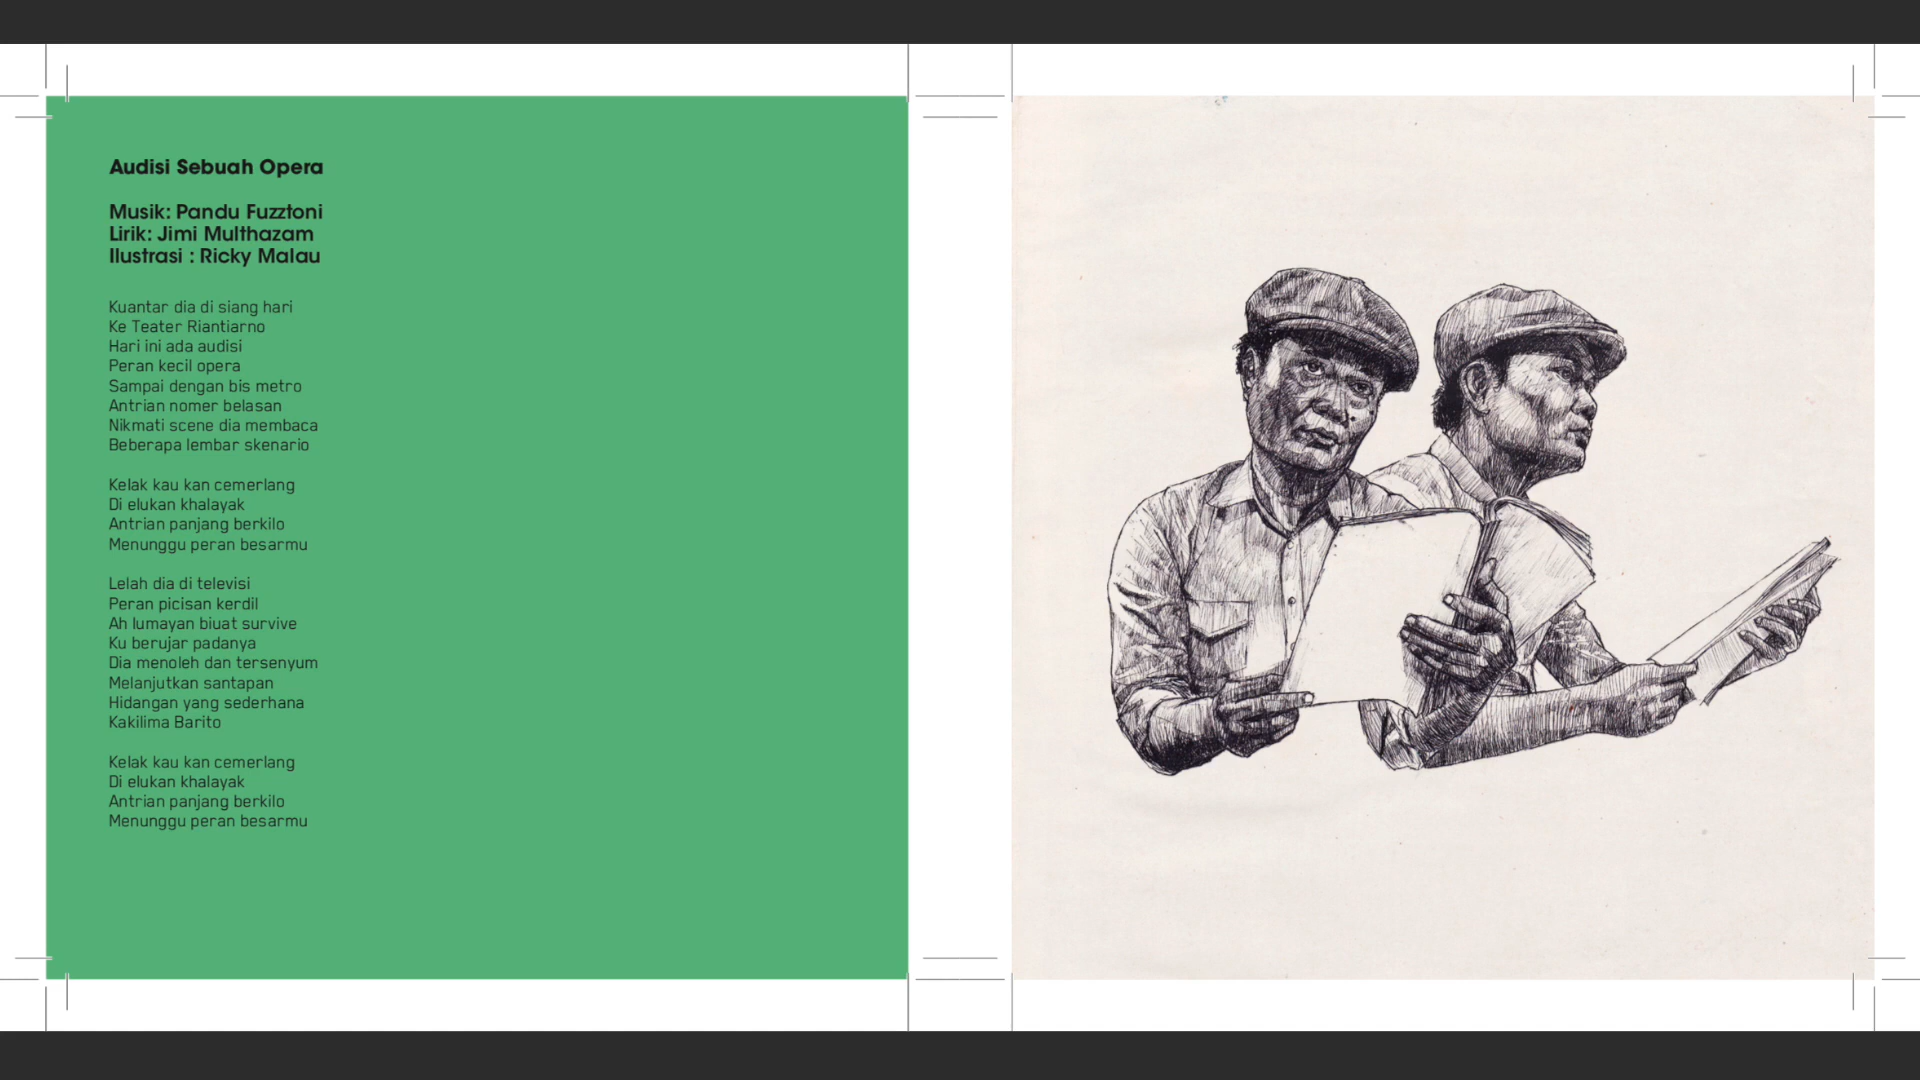 Audisi Sebuah Opera
Musik: Pandu Fuzztoni
Lirik: Jimi Multhazam
Ilustrasi : Ricky Malau
Kuantar dia di siang hari
Ke Teater Riantiarno
Hari ini ada audisi
Peran kecil opera
Sampai dengan bis metro
Antrian nomer belasan
Nikmati scene dia membaca
Beberapa lembar skenario
Kelak kau kan cemerlang
Di elukan khalayak
Antrian panjang berkilo
Menunggu peran besarmu
Lelah dia di televisi
Peran picisan kerdil
Ah lumayan biuat survive
Ku berujar padanya
Dia menoleh dan tersenyum
Melanjutkan santapan
Hidangan yang sederhana
Kakilima Barito
Kelak kau kan cemerlang
Di elukan khalayak
Antrian panjang berkilo
Menunggu peran besarmu